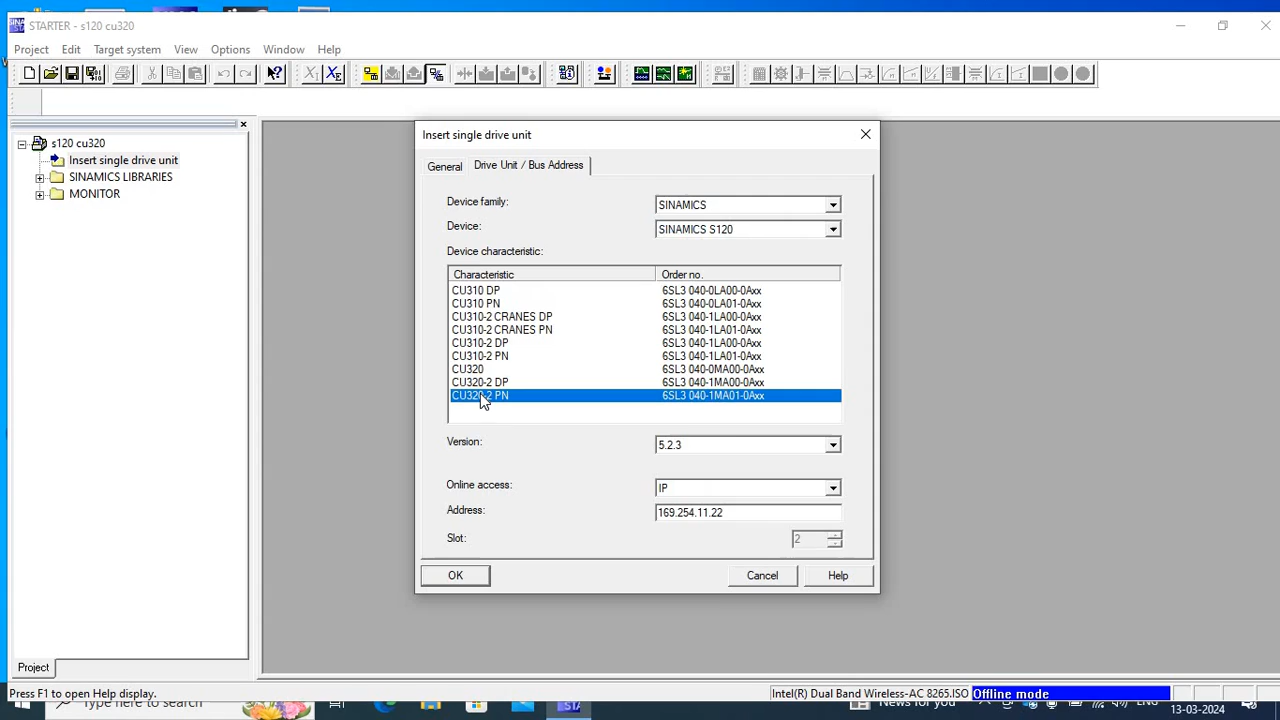 STARTER - s120 cu320
Project Edit Target system View Options Window Help
s120 cu320
Insert single drive unit
SINAMICS LIBRARIES
MONITOR
Insert single drive unit
General
Drive Unit / Bus Address
Device family:
SINAMICS
Device:
SINAMICS S120
Device characteristic:
Characteristic Order no.
CU310 DP 6SL3 040-0LA00-0Axx
CU310 PN 6SL3 040-0LA01-0Axx
CU310-2 CRANES DP 6SL3 040-1LA00-0Axx
CU310-2 CRANES PN 6SL3 040-1LA01-0Axx
CU310-2 DP 6SL3 040-1LA00-0Axx
CU310-2 PN 6SL3 040-1LA01-0Axx
CU320 6SL3 040-0MA00-0Axx
CU320-2 DP 6SL3 040-1MA00-0Axx
CU320-2 PN 6SL3 040-1MA01-0Axx
Version:
5.2.3
Online access:
IP
Address:
169.254.11.22
Slot:
2
OK Cancel Help
Project
Press F1 to open Help display.
Intel(R) Dual Band Wireless-AC 8265.ISO
Offline mode
Type here to search
News for you
ENG
13-03-2024